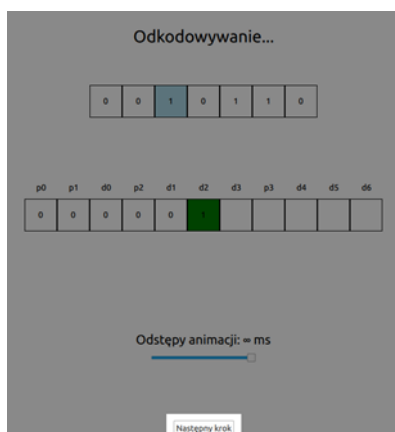 Odkodowywanie...
0 0 1 0 1 1 0
p0 p1 d0 p2 d1 d2 d3 p3 d4 d5 d6
0 0 0 0 0 1
Odstępy animacji: ∞ ms
Następny krok